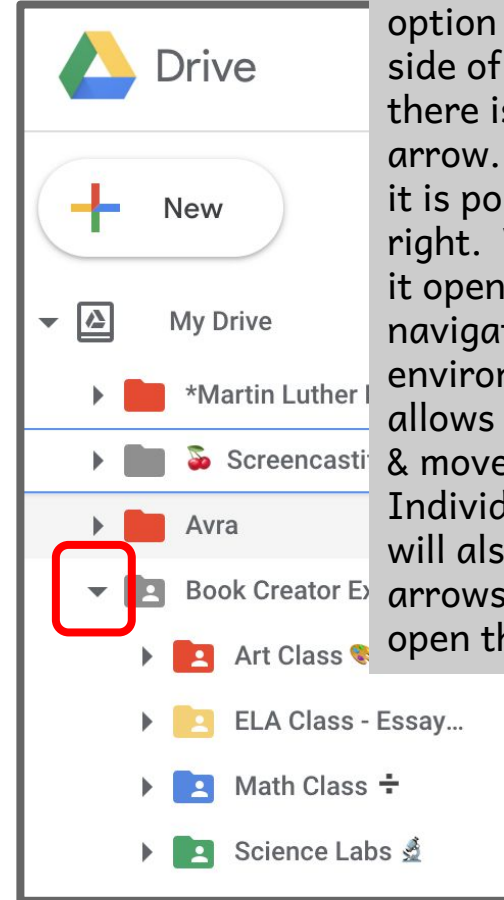 Drive
New
My Drive
*Martin Luther
Screencasti
Avra
Book Creator Ex
Art Class 🎨
ELA Class - Essay...
Math Class ➗
Science Labs 🔬
option
side of
there is
arrow.
it is po
right.
it open
navigat
enviror
allows
& move
Individ
will als
arrows
open th